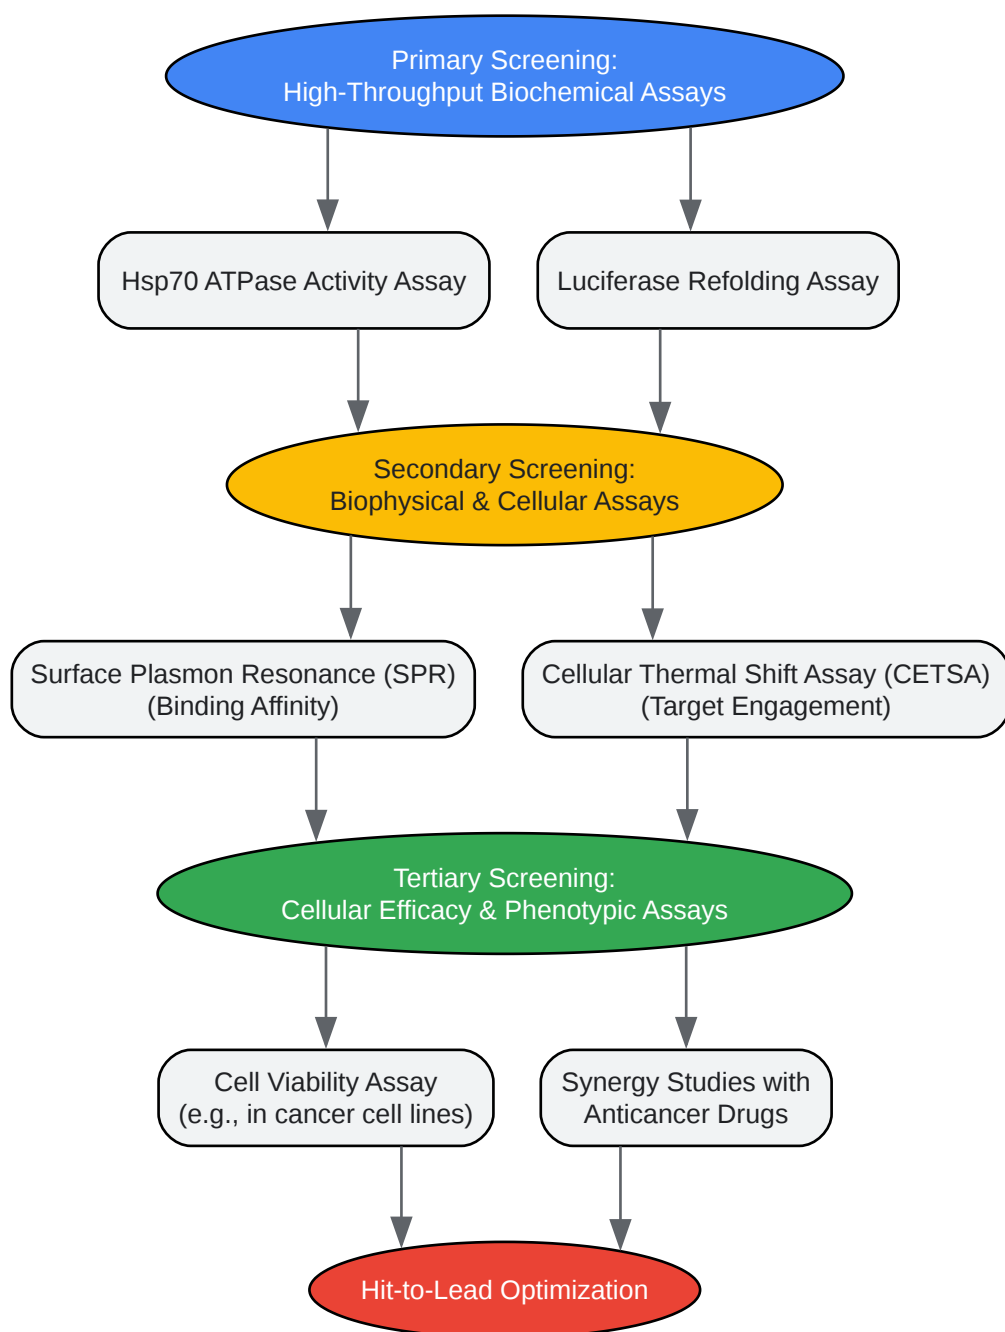 Primary Screening:
High-Throughput Biochemical Assays
Hsp70 ATPase Activity Assay
Luciferase Refolding Assay
Secondary Screening:
Biophysical & Cellular Assays
Surface Plasmon Resonance (SPR)
(Binding Affinity)
Cellular Thermal Shift Assay (CETSA)
(Target Engagement)
Tertiary Screening:
Cellular Efficacy & Phenotypic Assays
Cell Viability Assay
(e.g., in cancer cell lines)
Synergy Studies with
Anticancer Drugs
Hit-to-Lead Optimization